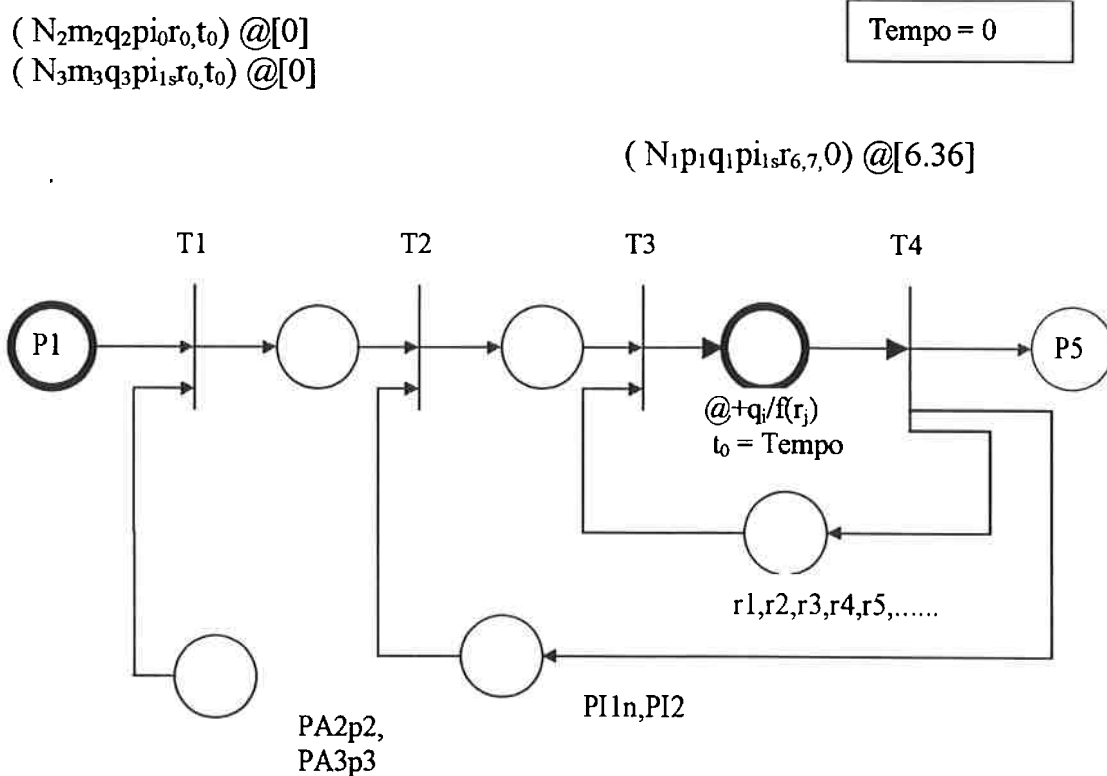 ( N₂m₂q₂pi₀r₀,t₀) @[0]
Tempo = 0
( N₃m₃q₃pi₁ₛr₀,t₀) @[0]
( N₁p₁q₁pi₁ₛr₆,₇,0) @[6.36]
T1 T2 T3 T4
P1 P5
@+qᵢ/f(rⱼ)
t₀ = Tempo
r1,r2,r3,r4,r5,......
PI1n,PI2
PA2p2,
PA3p3